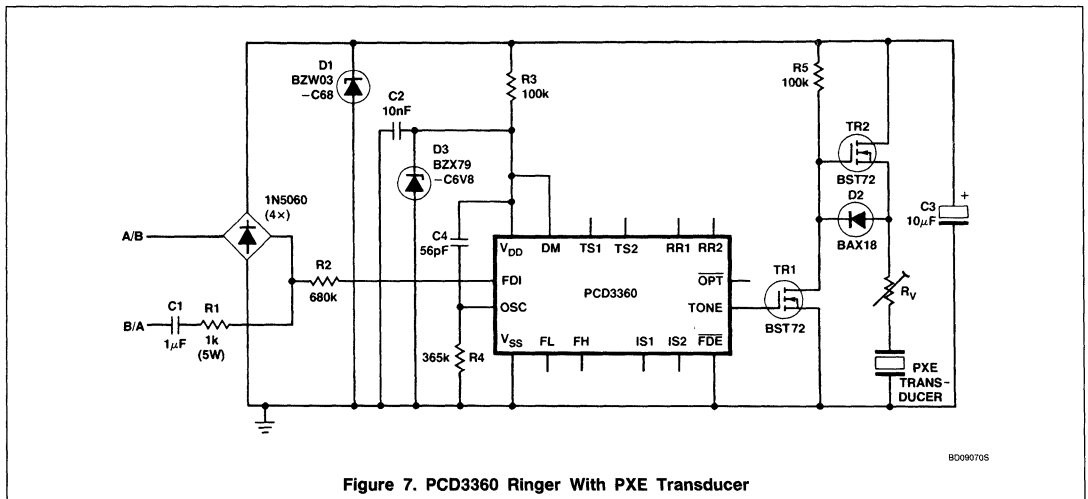 D1
BZW03
–C68
C2
10nF
R3
100k
R5
100k
D3
BZX79
–C6V8
TR2
BST72
D2
BAX18
C3
10µF
+
1N5060
(4×)
A/B
C4
56pF
VDD
DM
TS1
TS2
RR1
RR2
R2
680k
FDI
PCD3360
OPT
TR1
BST72
RV
OSC
TONE
C1
1µF
R1
1k
(5W)
B/A
365k
R4
VSS
FL
FH
IS1
IS2
FDE
PXE
TRANS-
DUCER
BD09070S
Figure 7. PCD3360 Ringer With PXE Transducer